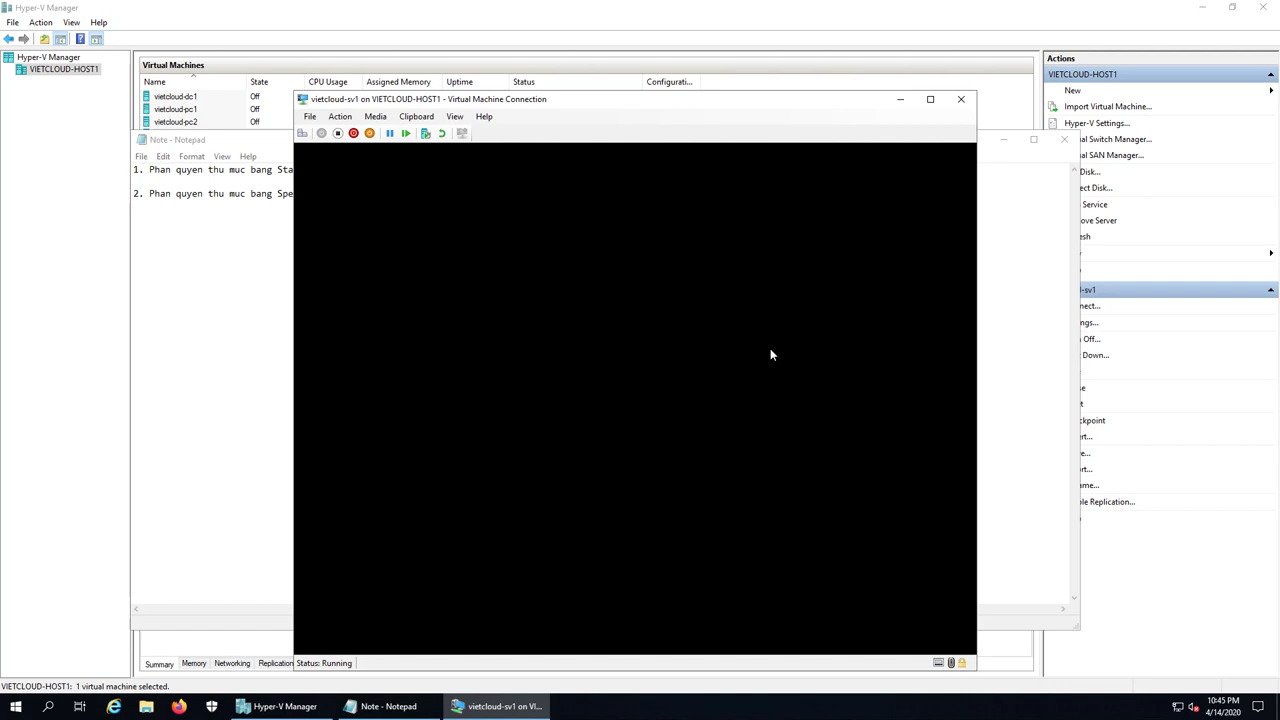 Hyper-V Manager
File Action View Help
Hyper-V Manager
VIETCLOUD-HOST1
Virtual Machines
Name State CPU Usage Assigned Memory Uptime Status Configurati...
vietcloud-dc1 Off
vietcloud-pc1 Off
vietcloud-pc2 Off
Note - Notepad
File Edit Format View Help
1. Phan quyen thu muc bang Sta
2. Phan quyen thu muc bang Spe
vietcloud-sv1 on VIETCLOUD-HOST1 - Virtual Machine Connection
File Action Media Clipboard View Help
Status: Running
Summary Memory Networking Replication
Actions
VIETCLOUD-HOST1
New
Import Virtual Machine...
Hyper-V Settings...
ual Switch Manager...
ual SAN Manager...
Disk...
ect Disk...
Service
ove Server
esh
d-sv1
nect...
ngs...
Off...
Down...
se
t
ckpoint
ert...
e...
rt...
ame...
ble Replication...
VIETCLOUD-HOST1: 1 virtual machine selected.
Hyper-V Manager
Note - Notepad
vietcloud-sv1 on VI...
10:45 PM
4/14/2020